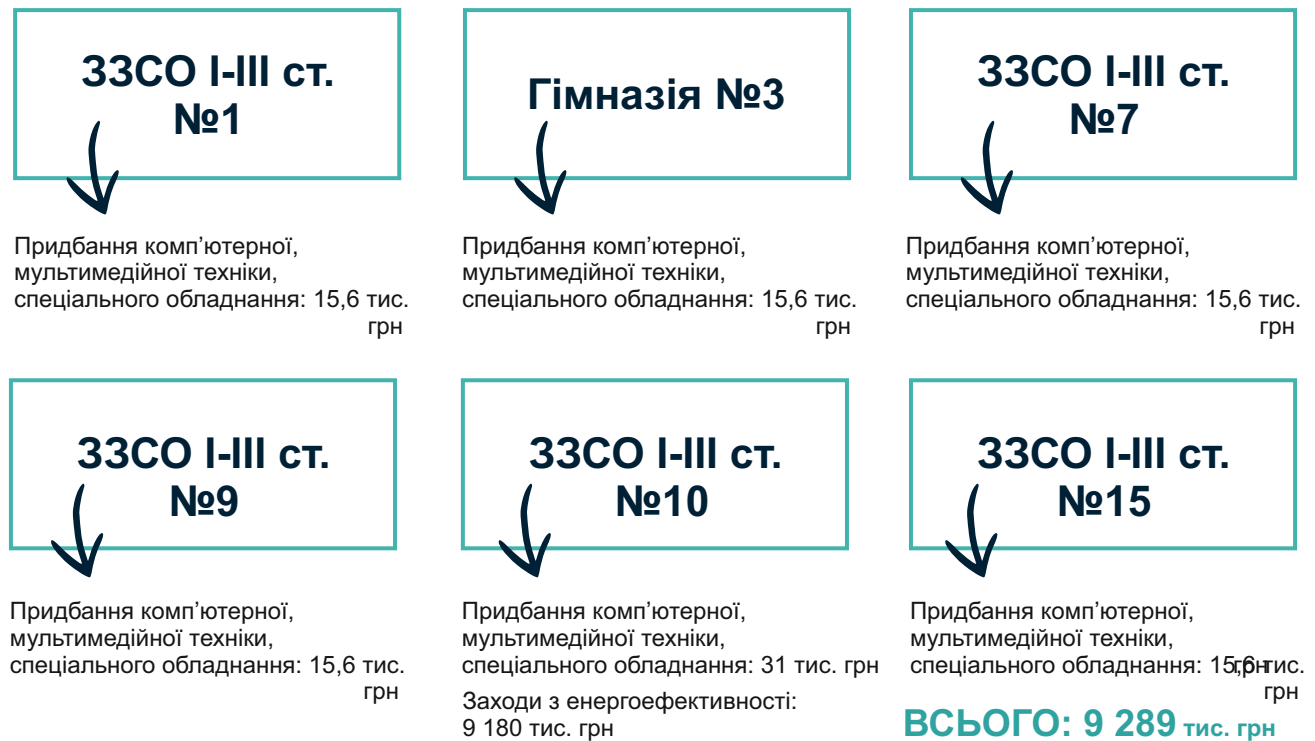 ЗЗСО І-ІІІ ст.
№1
Придбання комп’ютерної,
мультимедійної техніки,
спеціального обладнання: 15,6 тис.
грн
Гімназія №3
Придбання комп’ютерної,
мультимедійної техніки,
спеціального обладнання: 15,6 тис.
грн
ЗЗСО І-ІІІ ст.
№7
Придбання комп’ютерної,
мультимедійної техніки,
спеціального обладнання: 15,6 тис.
грн
ЗЗСО І-ІІІ ст.
№9
Придбання комп’ютерної,
мультимедійної техніки,
спеціального обладнання: 15,6 тис.
грн
ЗЗСО І-ІІІ ст.
№10
Придбання комп’ютерної,
мультимедійної техніки,
спеціального обладнання: 31 тис. грн
Заходи з енергоефективності:
9 180 тис. грн
ЗЗСО І-ІІІ ст.
№15
Придбання комп’ютерної,
мультимедійної техніки,
спеціального обладнання: 15,6 тис.
грн
грн
ВСЬОГО: 9 289 тис. грн